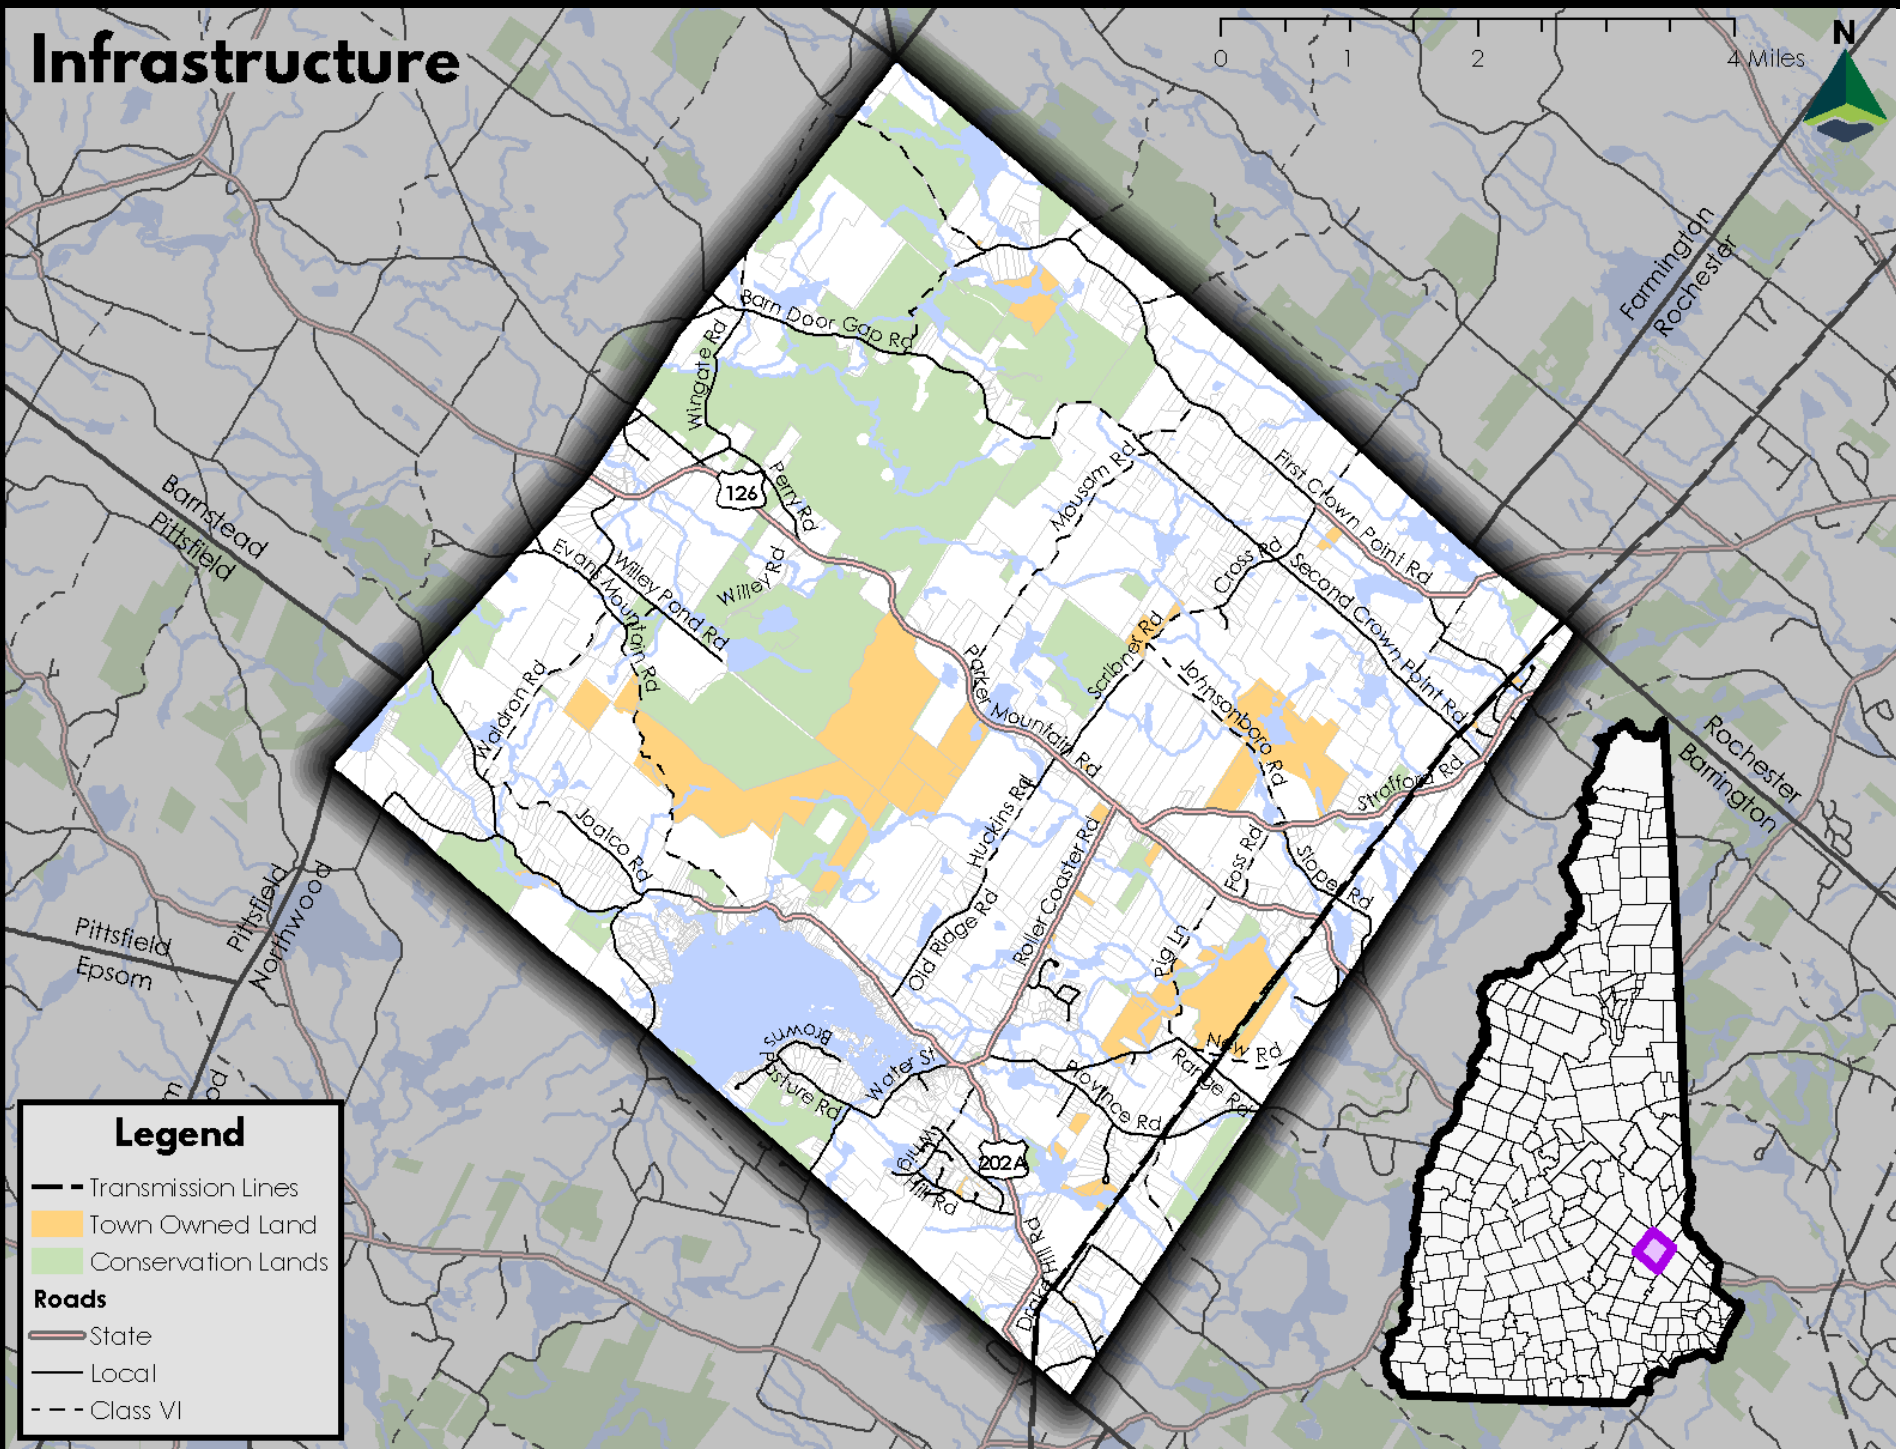 Infrastructure
0 1 2 4 Miles
N
Farmington
Rochester
Barn Door Gap Rd
Wingate Rd
126
Perry Rd
Mousam Rd
First Crown Point Rd
Barnstead
Pittsfield
Evans Mountain Rd
Willey Pond Rd
Willey Rd
Cross Rd
Second Crown Point Rd
Scribner Rd
Johnsonboro Rd
Parker Mountain Rd
Waldron Rd
Strafford Rd
Rochester
Barrington
Joalco Rd
Huckins Rd
Roller Coaster Rd
Foss Rd
Sloper Rd
Old Ridge Rd
Pig Ln
Pittsfield
Northwood
Pittsfield
Epsom
Browns Pasture Rd
Water St
New Rd
Range Rd
Province Rd
202A
Whig Hill Rd
Drake Hill Rd
Legend
Transmission Lines
Town Owned Land
Conservation Lands
Roads
State
Local
Class VI